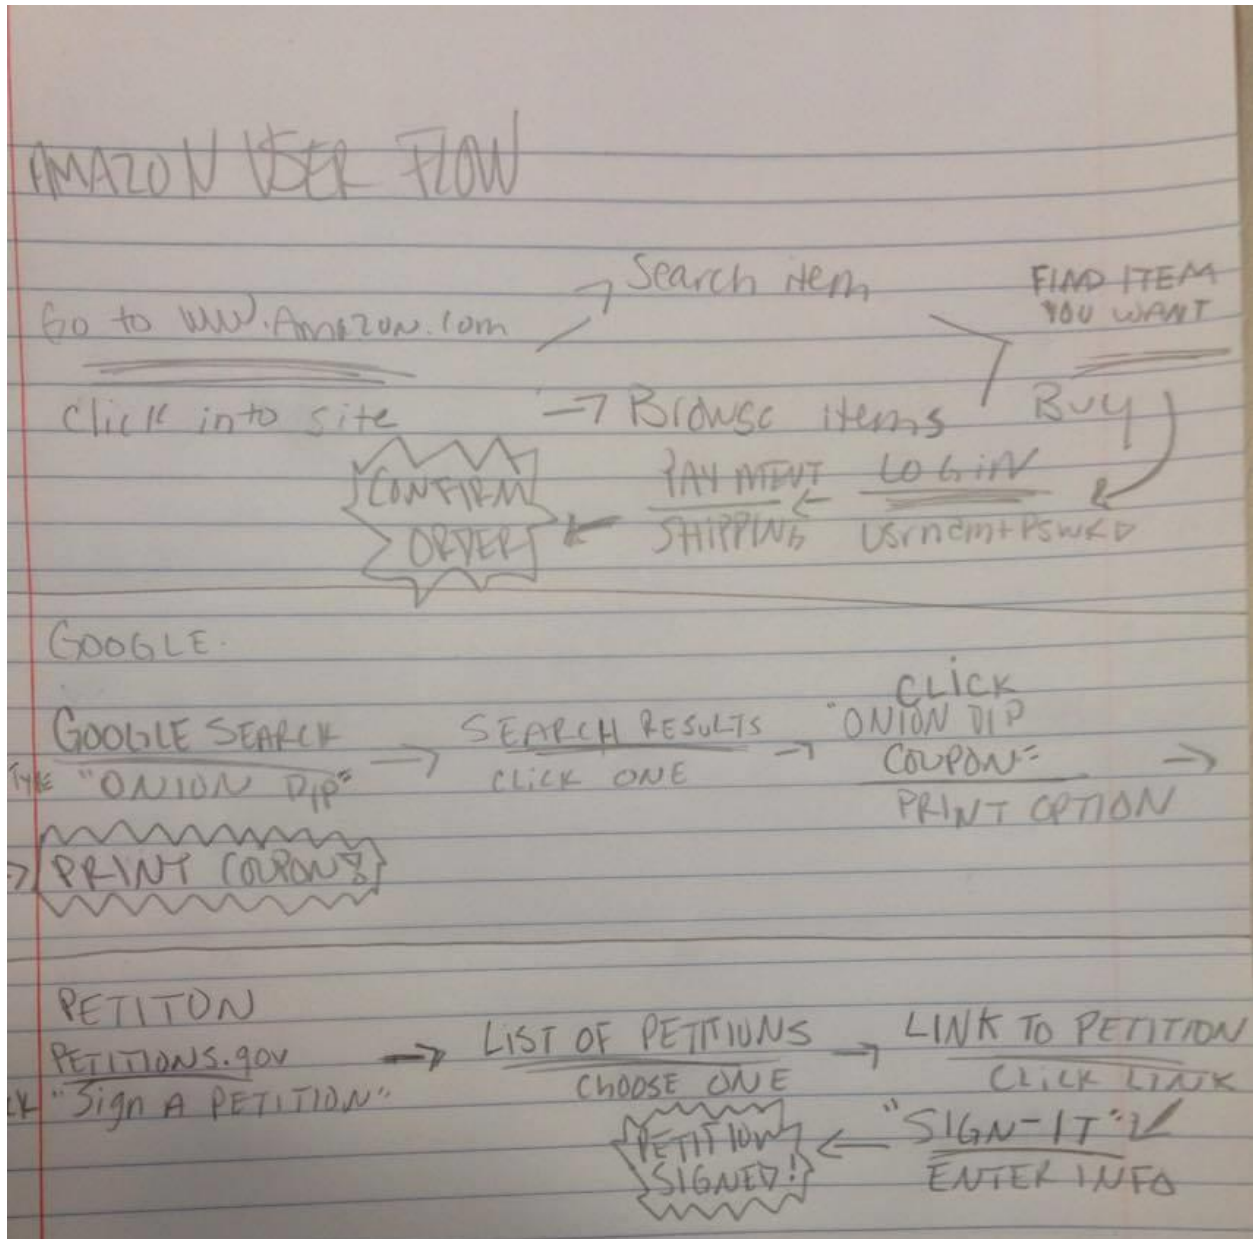 AMAZON USER FLOW
Search item
FIND ITEM
YOU WANT
Go to WW.Amazon.com
Click into site
Browse items
Buy
CONFIRM
ORDER
PAYMENT
SHIPPING
LOGIN
Usrnam+Pswrd
GOOGLE.
GOOGLE SEARCH
TYPE "ONION DIP"
SEARCH RESULTS
CLICK ONE
CLICK
"ONION DIP
COUPON"
PRINT OPTION
PRINT COUPON
PETITON
PETITIONS.gov
"Sign A PETITION"
LIST OF PETITIONS
CHOOSE ONE
LINK TO PETITION
CLICK LINK
"SIGN-IT"
ENTER INFO
PETITION
SIGNED!